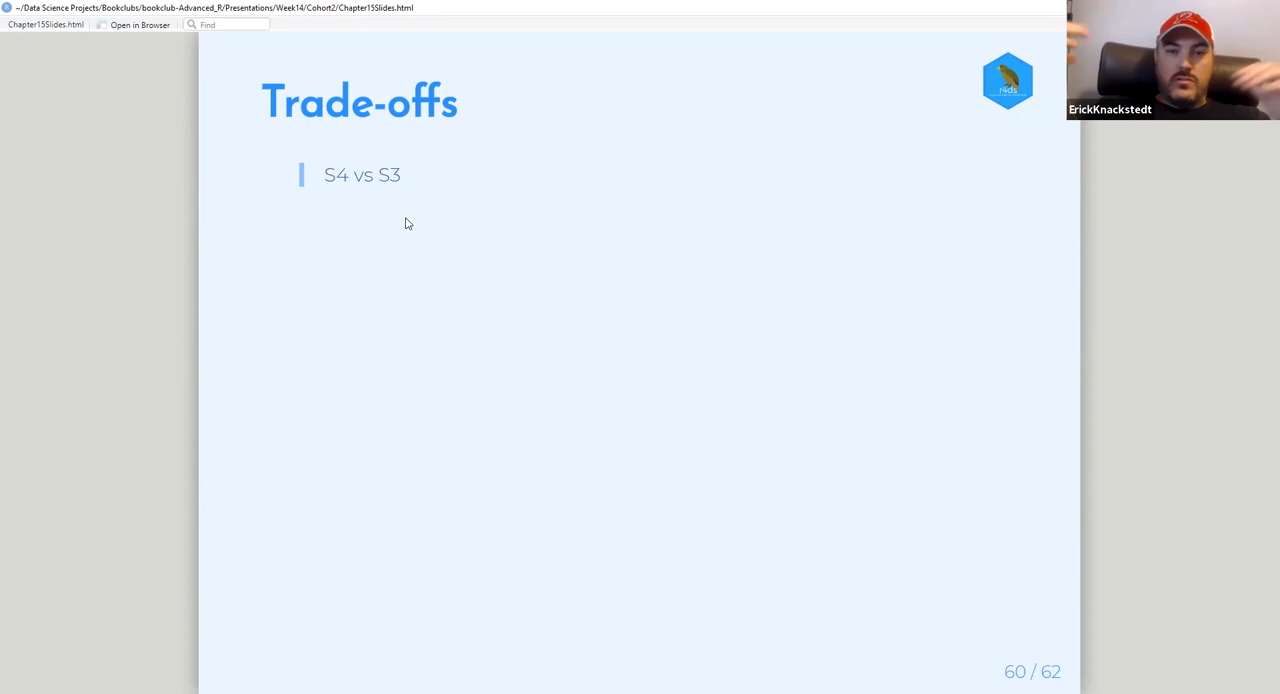 ~/Data Science Projects/Bookclubs/bookclub-Advanced_R/Presentations/Week14/Cohort2/Chapter15Slides.html
Chapter15Slides.html
Open in Browser
Find
Trade-offs
r4ds
ErickKnackstedt
S4 vs S3
60 / 62